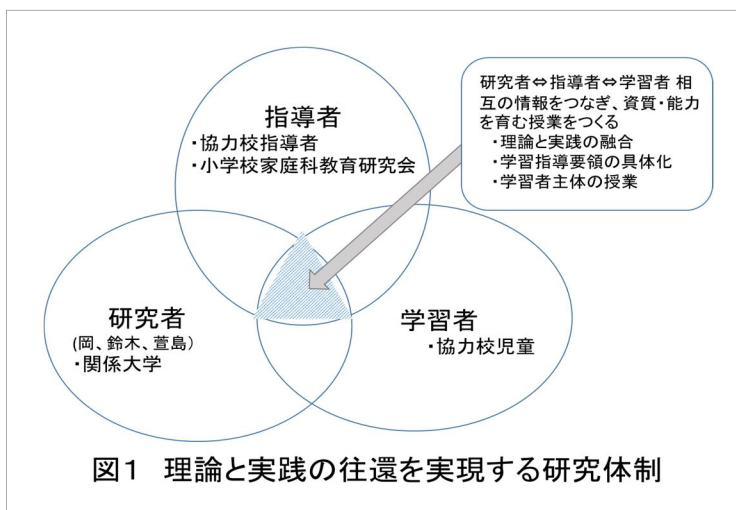 指導者
・協力校指導者
・小学校家庭科教育研究会
研究者⇔指導者⇔学習者 相
互の情報をつなぎ、資質・能力
を育む授業をつくる
・理論と実践の融合
・学習指導要領の具体化
・学習者主体の授業
研究者
(岡、鈴木、萱島)
・関係大学
学習者
・協力校児童
図1 理論と実践の往還を実現する研究体制